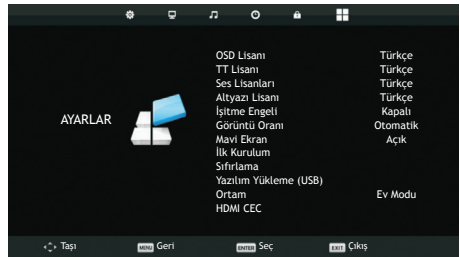 OSD Lisanı Türkçe
TT Lisanı Türkçe
Ses Lisanları Türkçe
Altyazı Lisanı Türkçe
İşitme Engeli Kapalı
AYARLAR
Görüntü Oranı Otomatik
Mavi Ekran Açık
İlk Kurulum
Sıfırlama
Yazılım Yükleme (USB)
Ortam Ev Modu
HDMI CEC
Taşı MENU Geri ENTER Seç EXIT Çıkış